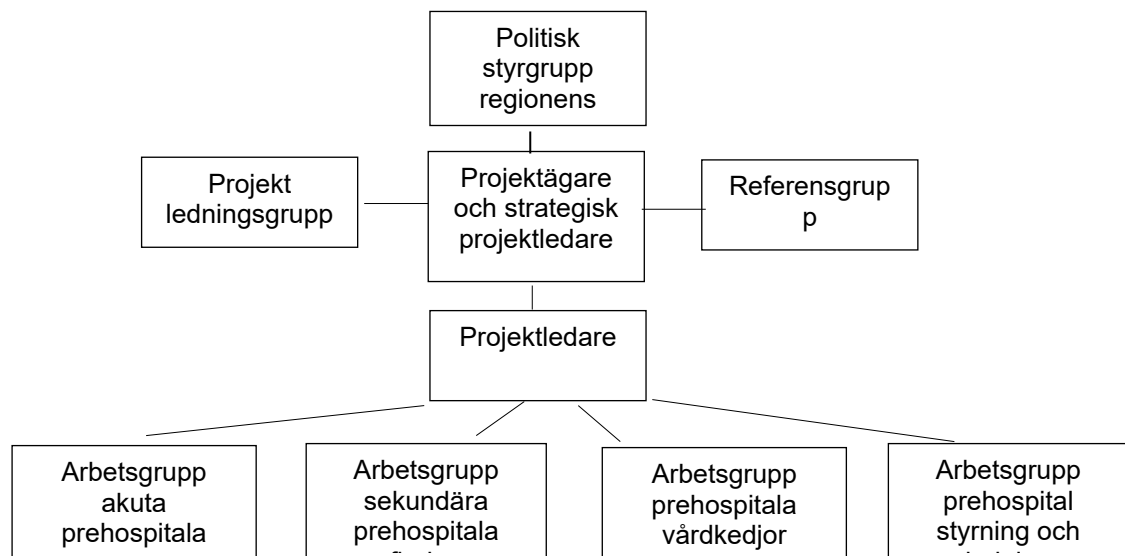 Politisk
styrgrupp
regionens
Projekt
ledningsgrupp
Projektägare
och strategisk
projektledare
Referensgrup
p
Projektledare
Arbetsgrupp
akuta
prehospitala
Arbetsgrupp
sekundära
prehospitala
Arbetsgrupp
prehospitala
vårdkedjor
Arbetsgrupp
prehospital
styrning och